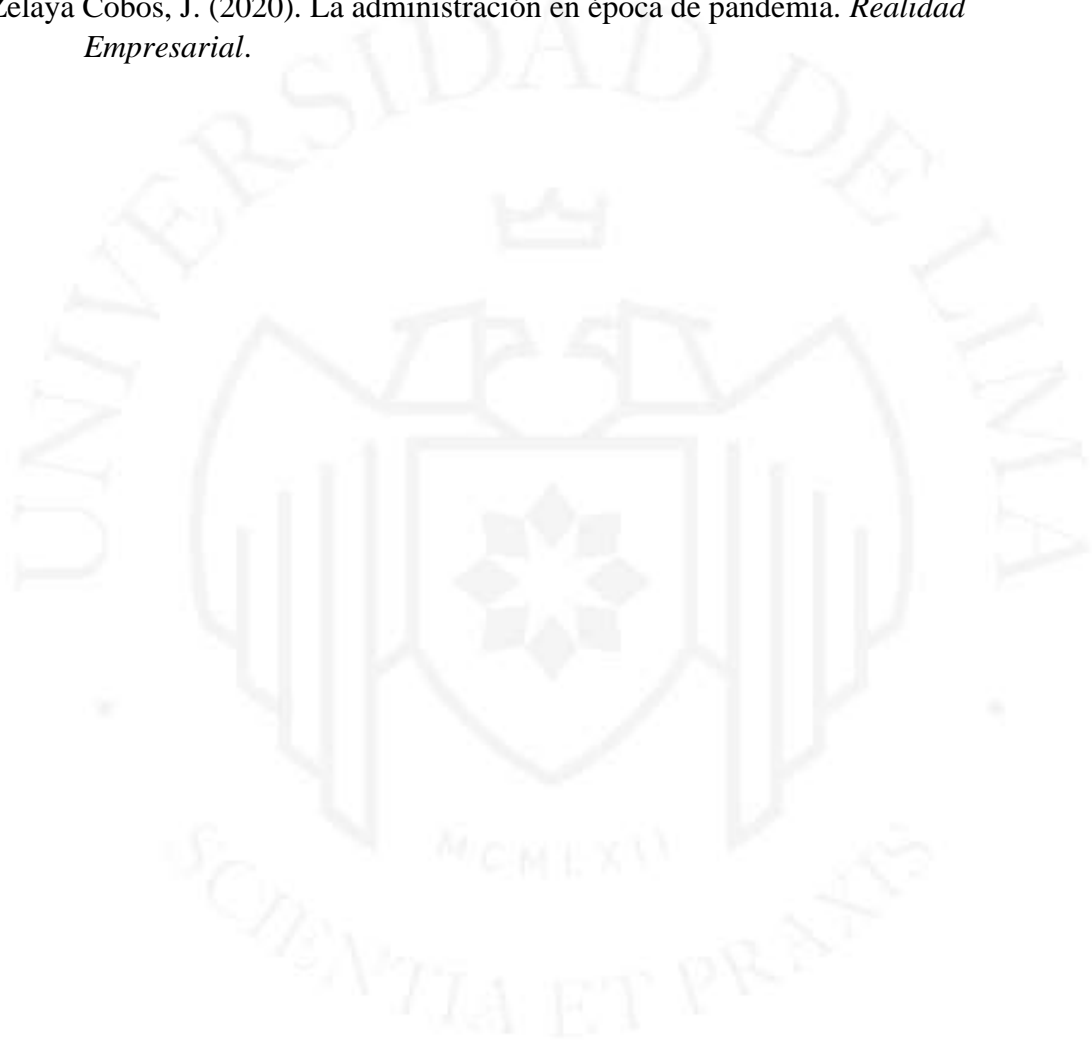 Zelaya Cobos, J. (2020). La administración en época de pandemia. Realidad
Empresarial.
UNIVERSIDAD DE LIMA
MCMLXII
SCIENTIA ET PRAXIS